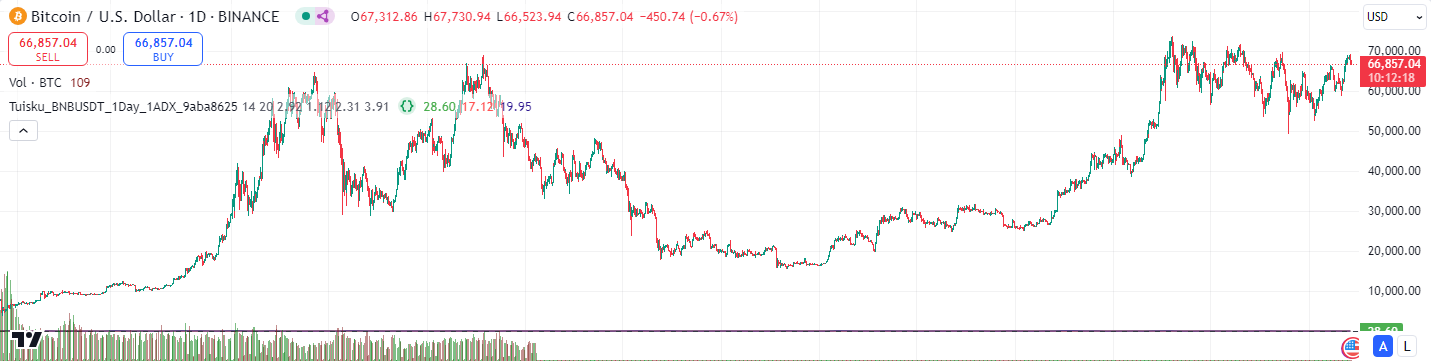 Bitcoin / U.S. Dollar · 1D · BINANCE O67,312.86 H67,730.94 L66,523.94 C66,857.04 −450.74 (−0.67%)
USD
66,857.04 0.00 66,857.04
SELL BUY
Vol · BTC 109
Tuisku_BNBUSDT_1Day_1ADX_9aba8625 14 20 2.92 1.12 2.31 3.91 {} 28.60 17.12 19.95
70,000.00
66,857.04
10:12:18
60,000.00
50,000.00
40,000.00
30,000.00
20,000.00
10,000.00
28.60
A L